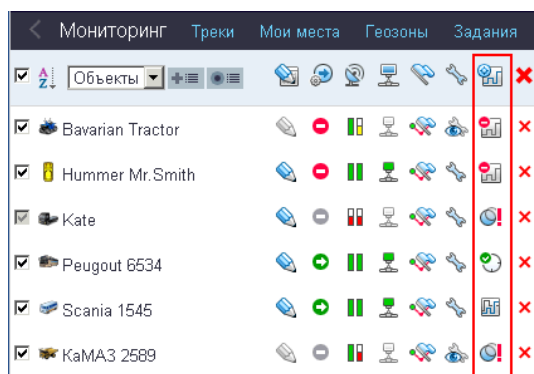 Мониторинг Треки Мои места Геозоны Задания
Объекты
Bavarian Tractor
Hummer Mr.Smith
Kate
Peugout 6534
Scania 1545
КаМАЗ 2589